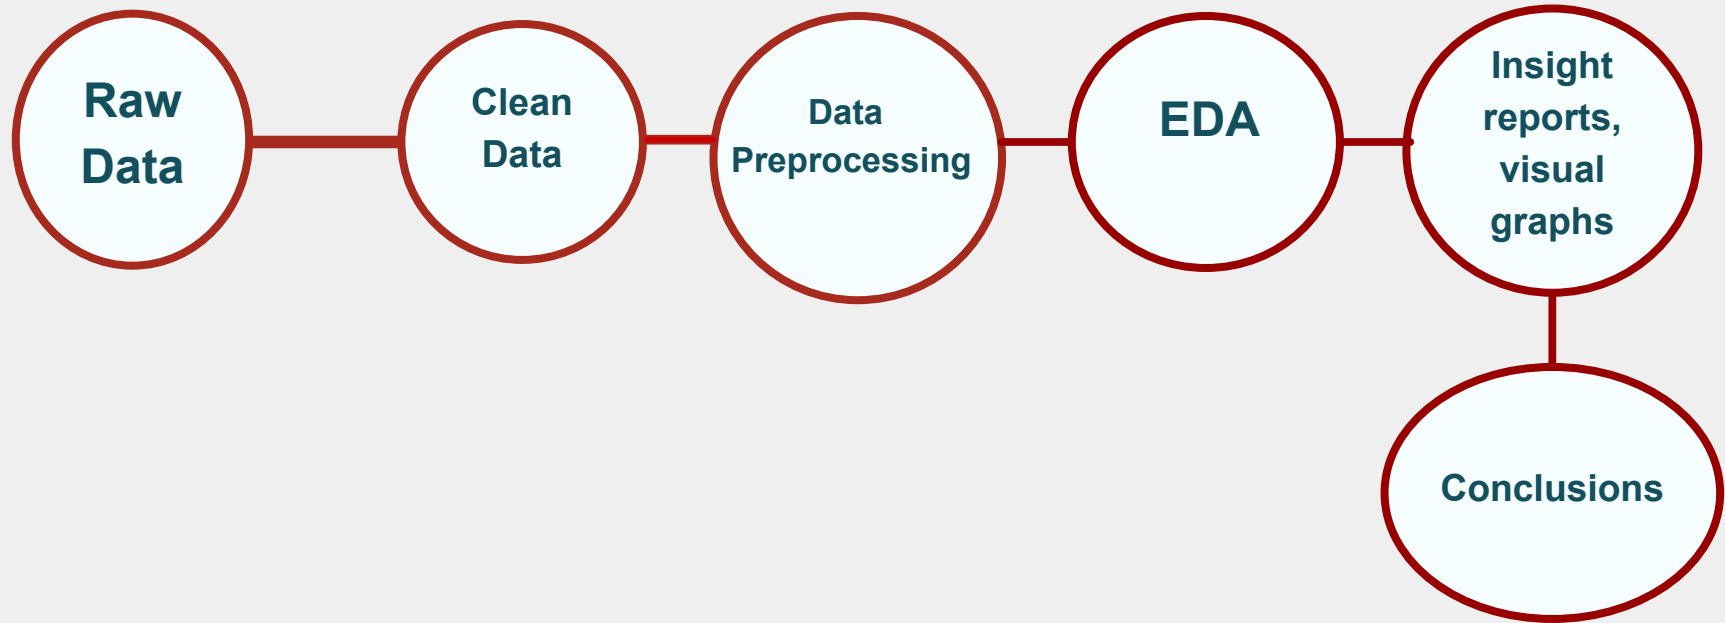 Raw
Data
Clean
Data
Data
Preprocessing
EDA
Insight
reports,
visual
graphs
Conclusions